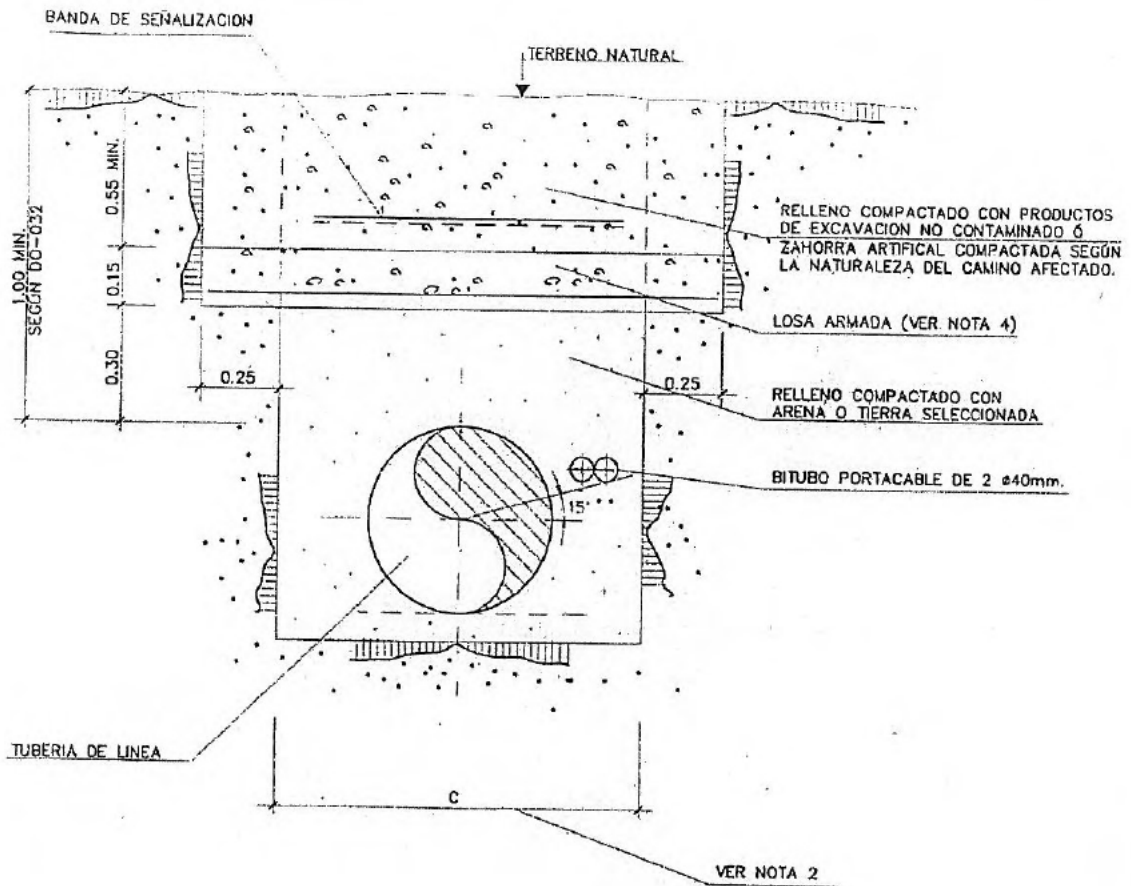 BANDA DE SEÑALIZACION
TERRENO NATURAL
1.00 MIN.
SEGÚN DO-032
0.55 MIN.
0.15
0.30
0.25
0.25
RELLENO COMPACTADO CON PRODUCTOS
DE EXCAVACION NO CONTAMINADO Ó
ZAHORRA ARTIFICAL COMPACTADA SEGÚN
LA NATURALEZA DEL CAMINO AFECTADO.
LOSA ARMADA (VER NOTA 4)
RELLENO COMPACTADO CON
ARENA O TIERRA SELECCIONADA
BITUBO PORTACABLE DE 2 ø40mm.
15°
TUBERIA DE LINEA
C
VER NOTA 2